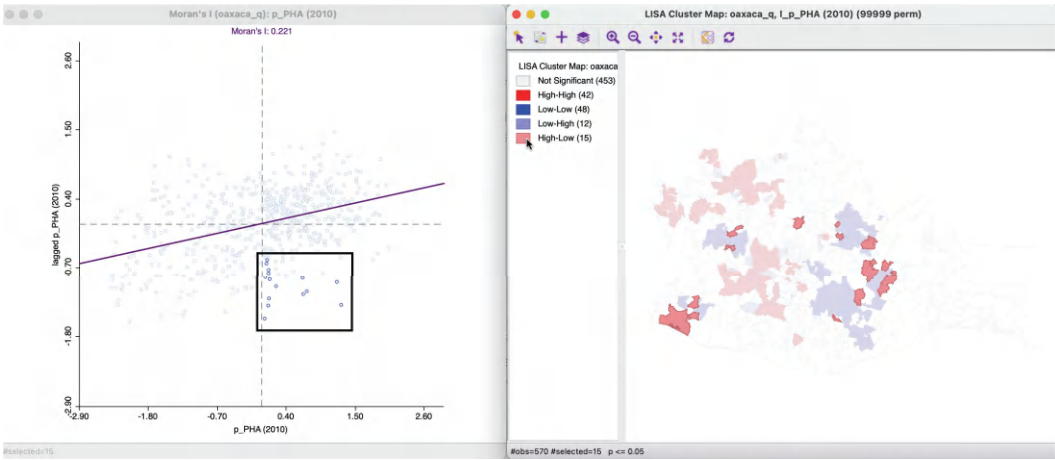 Moran's I (oaxaca_q): p_PHA (2010)
Moran's I: 0.221
2.60
1.50
0.40
-0.70
-1.80
-2.90
lagged p_PHA (2010)
-2.90
-1.80
-0.70
0.40
1.50
2.60
p_PHA (2010)
#selected=15
LISA Cluster Map: oaxaca_q, I_p_PHA (2010) (99999 perm)
LISA Cluster Map: oaxaca
Not Significant (453)
High-High (42)
Low-Low (48)
Low-High (12)
High-Low (15)
#obs=570 #selected=15 p <= 0.05